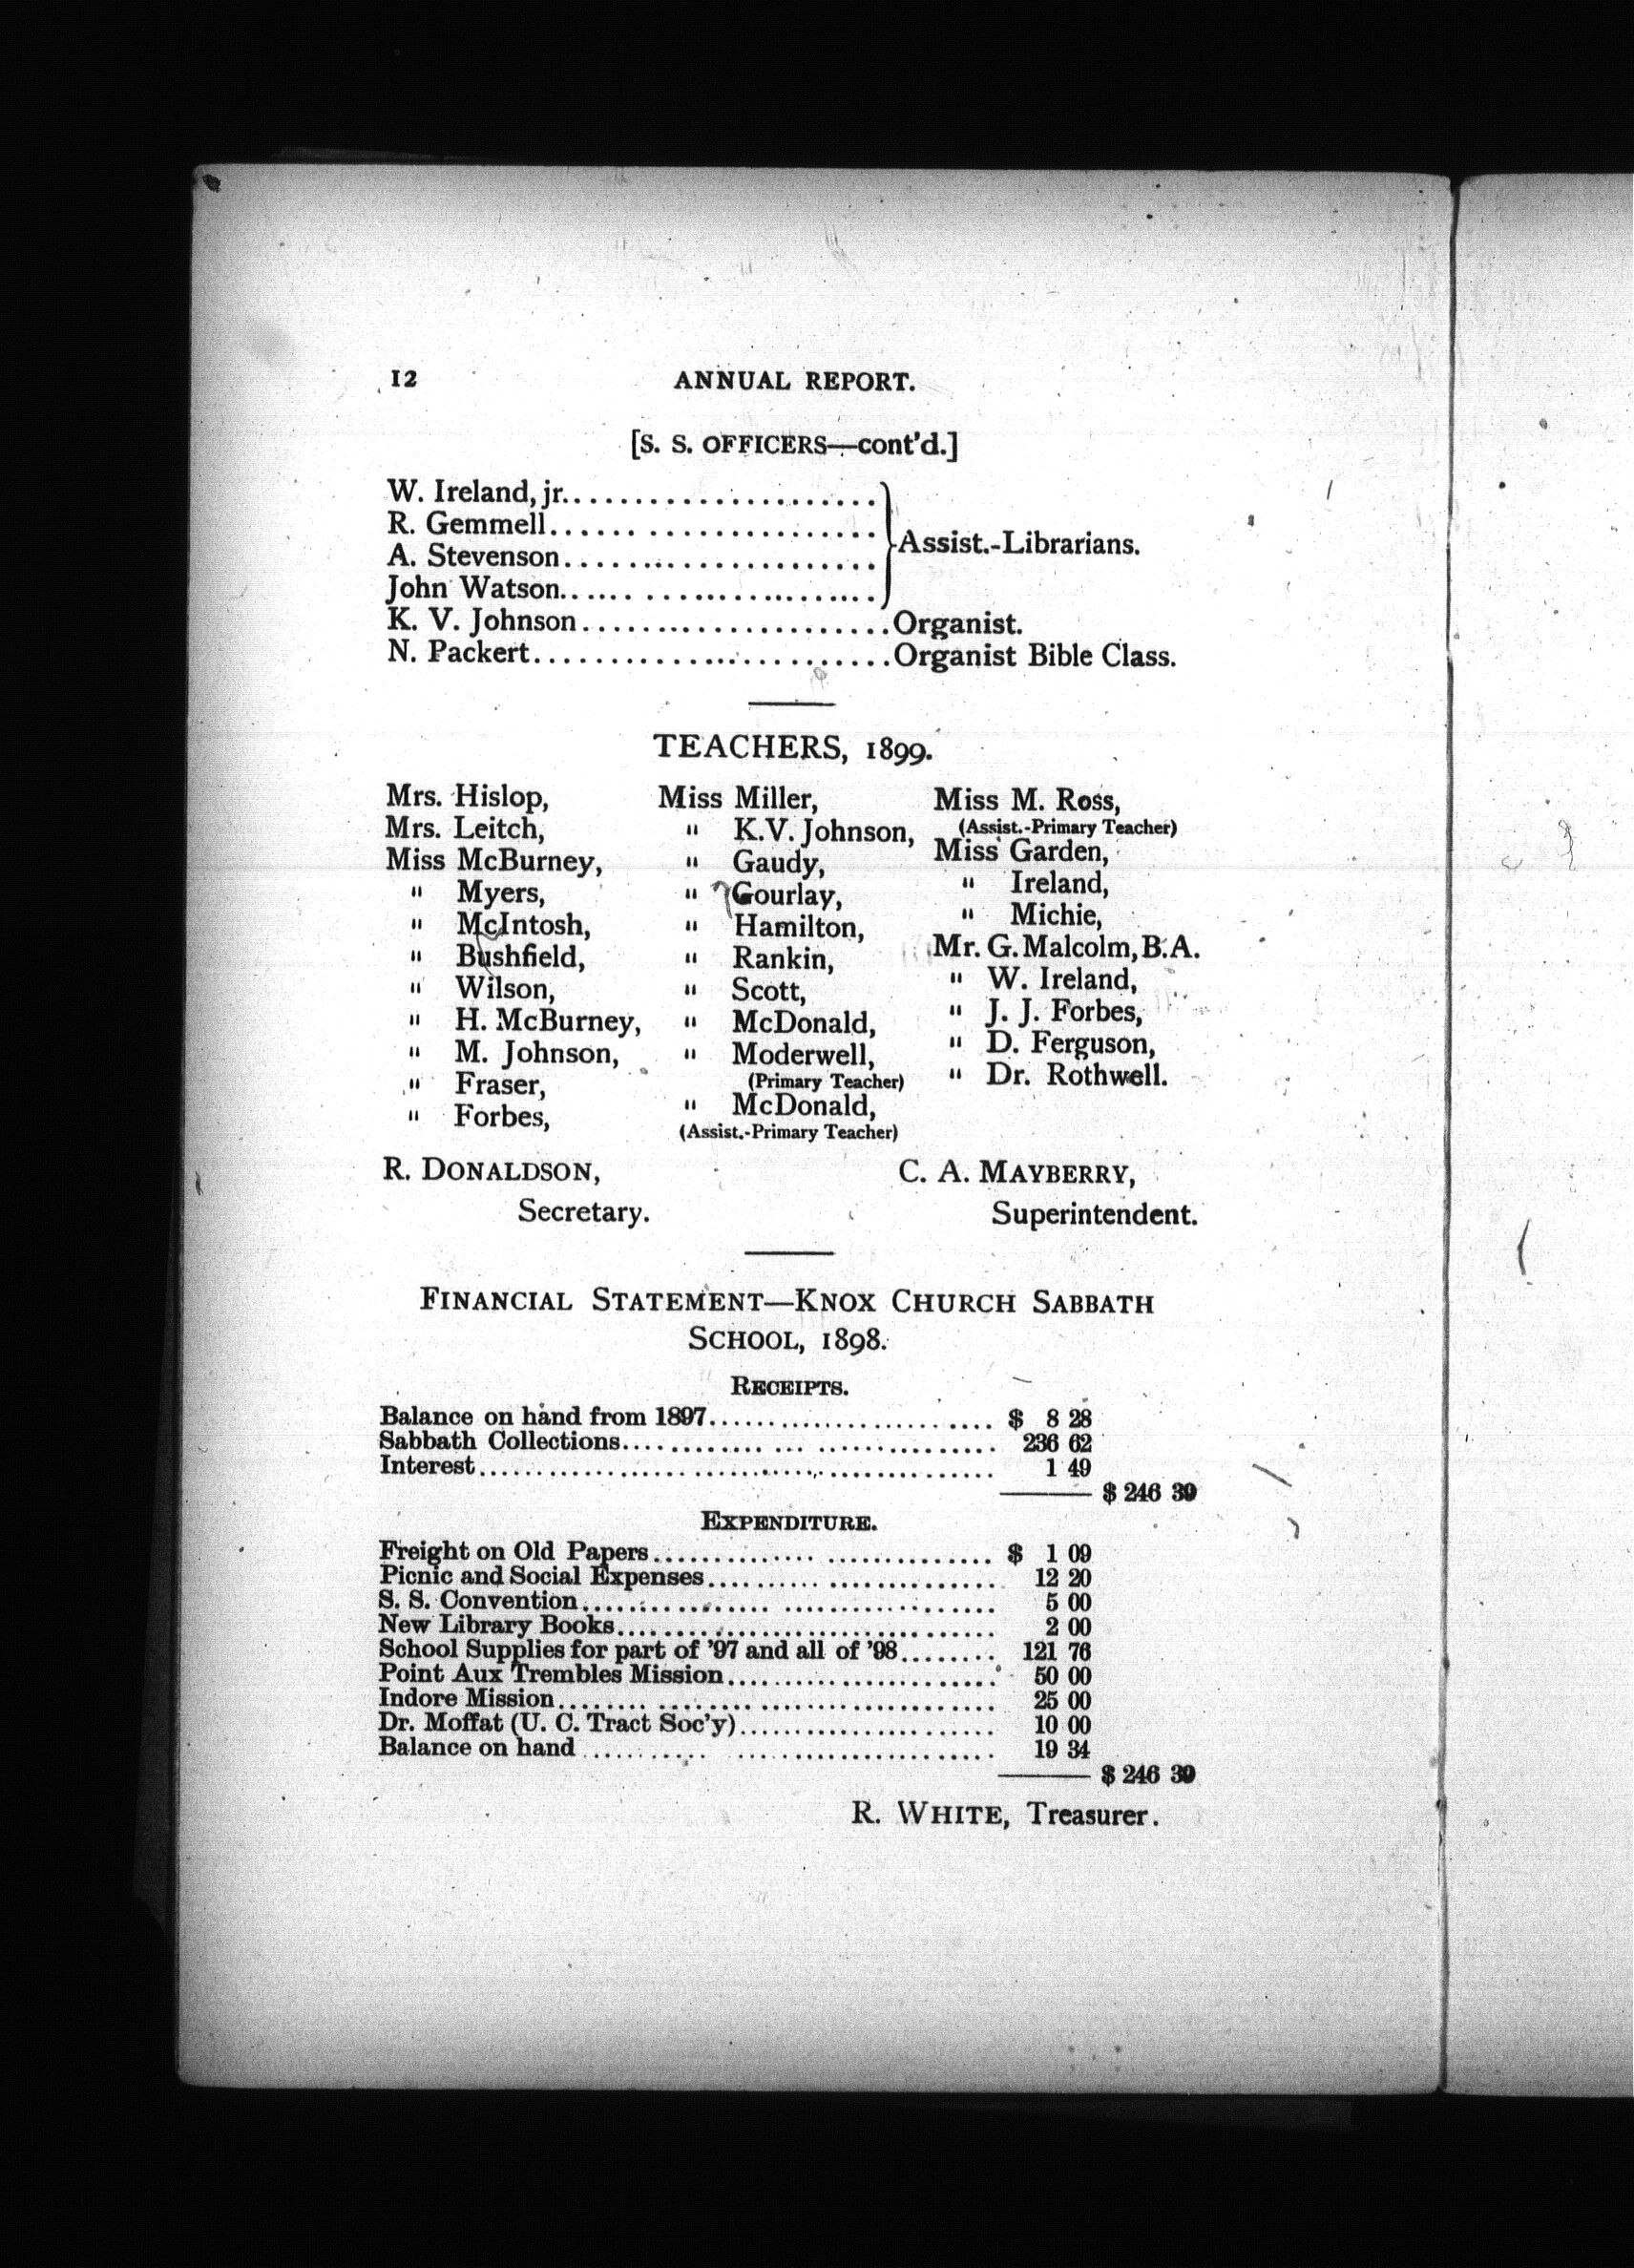 12 ANNUAL REPORT.
[S. S. OFFICERS—cont'd.]
W. Ireland, jr.....................
R. Gemmell.....................
A. Stevenson....................
John Watson....................
Assist.-Librarians.
K. V. Johnson....................Organist.
N. Packert.......................Organist Bible Class.
TEACHERS, 1899.
Mrs. Hislop,
Mrs. Leitch,
Miss McBurney,
" Myers,
" McIntosh,
" Bushfield,
" Wilson,
" H. McBurney,
" M. Johnson,
" Fraser,
" Forbes,
Miss Miller,
" K. V. Johnson,
" Gaudy,
" Gourlay,
" Hamilton,
" Rankin,
" Scott,
" McDonald,
" Moderwell,
(Primary Teacher)
" McDonald,
(Assist.-Primary Teacher)
Miss M. Ross,
(Assist.-Primary Teacher)
Miss Garden,
" Ireland,
" Michie,
Mr. G. Malcolm, B.A.
" W. Ireland,
" J. J. Forbes,
" D. Ferguson,
" Dr. Rothwell.
R. DONALDSON,
Secretary.
C. A. MAYBERRY,
Superintendent.
FINANCIAL STATEMENT—KNOX CHURCH SABBATH
SCHOOL, 1898.
RECEIPTS.
Balance on hand from 1897........................ $ 8 28
Sabbath Collections.............................. 236 62
Interest......................................... 1 49
$ 246 39
EXPENDITURE.
Freight on Old Papers............................ $ 1 09
Picnic and Social Expenses....................... 12 20
S. S. Convention................................. 5 00
New Library Books................................ 2 00
School Supplies for part of '97 and all of '98........ 121 76
Point Aux Trembles Mission....................... 50 00
Indore Mission................................... 25 00
Dr. Moffat (U. C. Tract Soc'y)..................... 10 00
Balance on hand ................................. 19 34
$ 246 39
R. WHITE, Treasurer.